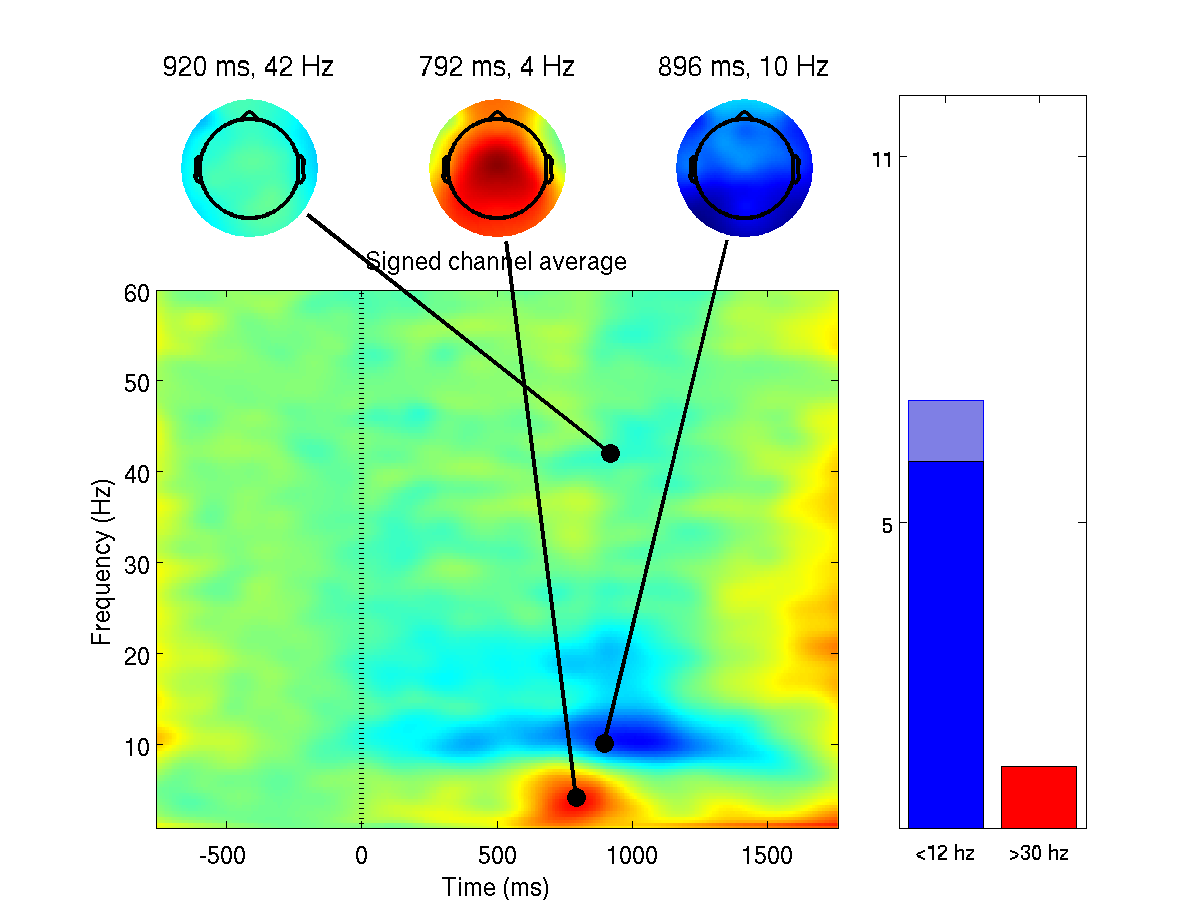 920 ms, 42 Hz
792 ms, 4 Hz
896 ms, 10 Hz
Signed channel average
60
50
40
30
20
10
Frequency (Hz)
-500
0
500
1000
1500
Time (ms)
11
5
<12 hz
>30 hz